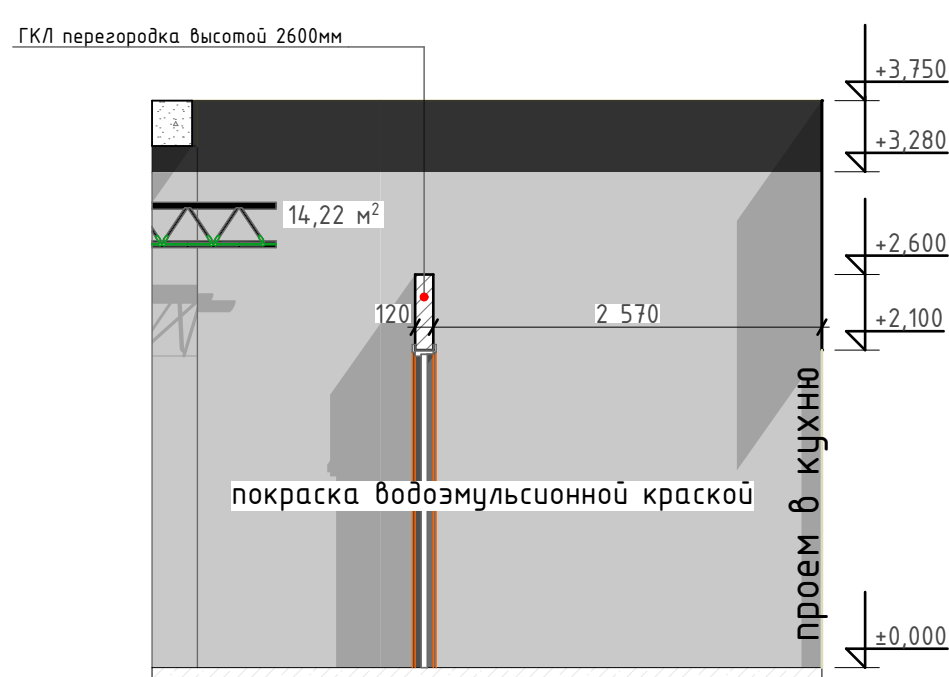 ГКЛ перегородка высотой 2600мм
+3,750
+3,280
14,22 м²
+2,600
120
2 570
+2,100
проем в кухню
покраска водоэмульсионной краской
±0,000